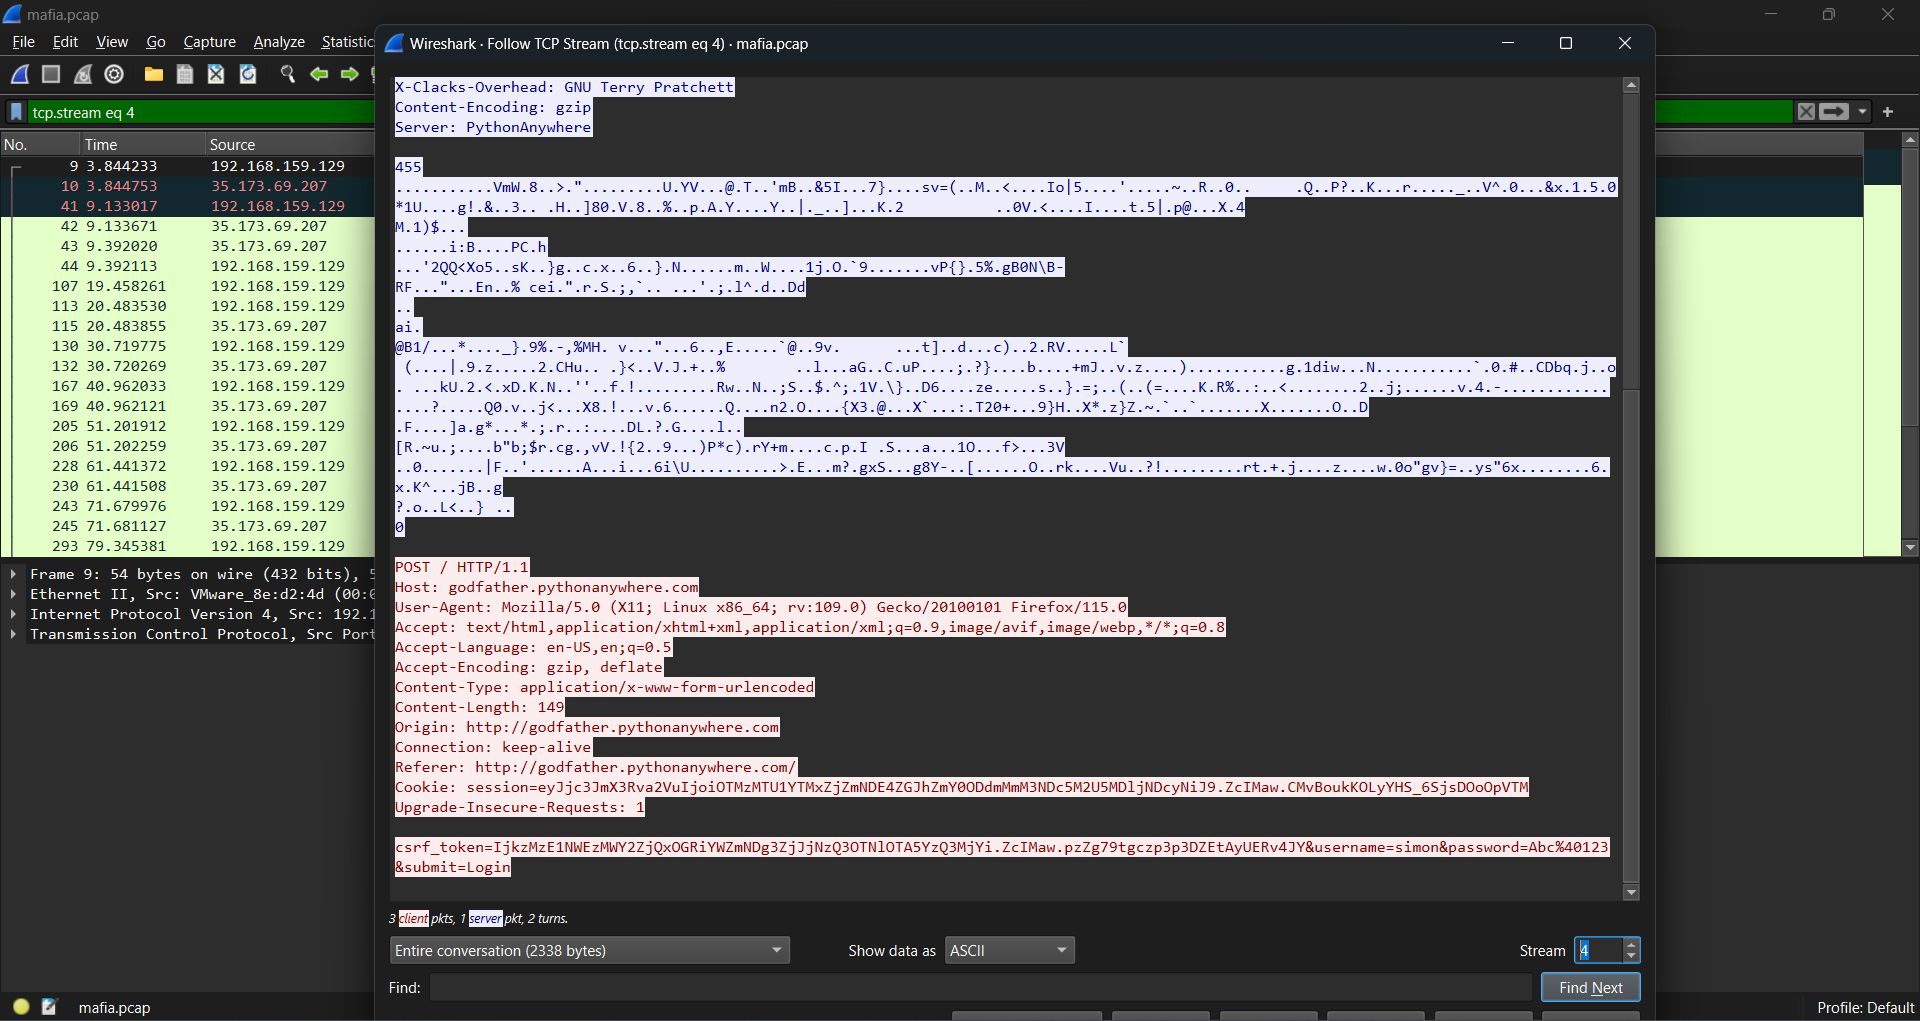 mafia.pcap
File Edit View Go Capture Analyze Statistic
Wireshark · Follow TCP Stream (tcp.stream eq 4) · mafia.pcap
tcp.stream eq 4
No. Time Source
9 3.844233 192.168.159.129
10 3.844753 35.173.69.207
41 9.133017 192.168.159.129
42 9.133671 35.173.69.207
43 9.392020 35.173.69.207
44 9.392113 192.168.159.129
107 19.458261 192.168.159.129
113 20.483530 192.168.159.129
115 20.483855 35.173.69.207
130 30.719775 192.168.159.129
132 30.720269 35.173.69.207
167 40.962033 192.168.159.129
169 40.962121 35.173.69.207
205 51.201912 192.168.159.129
206 51.202259 35.173.69.207
228 61.441372 192.168.159.129
230 61.441508 35.173.69.207
243 71.679976 192.168.159.129
245 71.681127 35.173.69.207
293 79.345381 192.168.159.129
Frame 9: 54 bytes on wire (432 bits), 5
Ethernet II, Src: VMware_8e:d2:4d (00:0
Internet Protocol Version 4, Src: 192.1
Transmission Control Protocol, Src Port
X-Clacks-Overhead: GNU Terry Pratchett
Content-Encoding: gzip
Server: PythonAnywhere
455
...........VmW.8..>.".........U.YV...@.T..'mB..&5I...7}....sv=(..M..<....Io|5....'.....~..R..0.. .Q..P?..K...r....._..V^.0...&x.1.5.0
*1U....g!.&..3.. .H..]80.V.8..%..p.A.Y....Y..|._..]...K.2 ..0V.<....I....t.5|.p@...X.4
M.1)$...
......i:B....PC.h
...'2QQ<Xo5..sK..}g..c.x..6..}.N......m..W....1j.O.`9.......vP{}.5%.gB0N\B-
RF..."...En..% cei.".r.S.;,`.. ...'.;.l^.d..Dd
..
ai.
@B1/...*...._}.9%.-,%MH. v..."...6..,E.....`@..9v. ...t]..d...c)..2.RV.....L`
(....|.9.z.....2.CHu.. .}<..V.J.+..% ..l...aG..C.uP....;.?}....b....+mJ..v.z....)...........g.1diw...N...........`.0.#..CDbq.j..o
. ...kU.2.<.xD.K.N..''..f.!.........Rw..N..;S..$.^;.1V.\}..D6....ze.....s..}.=;..(..(=....K.R%..:..<........2..j;......v.4.-............
....?.....Q0.v..j<...X8.!...v.6......Q....n2.O....{X3.@...X`...:.T20+...9}H..X*.z}Z.~.`..`.......X.......O..D
.F....]a.g*...*.;.r..:....DL.?.G....l..
[R.~u.;....b"b;$r.cg.,vV.!{2..9...)P*c).rY+m....c.p.I .S...a...1O...f>...3V
..0.......|F..'......A...i...6i\U..........>.E...m?.gxS...g8Y-..[......O..rk....Vu..?!.........rt.+.j....z....w.0o"gv}=..ys"6x........6.
x.K^...jB..g
?.o..L<..} ..
0
POST / HTTP/1.1
Host: godfather.pythonanywhere.com
User-Agent: Mozilla/5.0 (X11; Linux x86_64; rv:109.0) Gecko/20100101 Firefox/115.0
Accept: text/html,application/xhtml+xml,application/xml;q=0.9,image/avif,image/webp,*/*;q=0.8
Accept-Language: en-US,en;q=0.5
Accept-Encoding: gzip, deflate
Content-Type: application/x-www-form-urlencoded
Content-Length: 149
Origin: http://godfather.pythonanywhere.com
Connection: keep-alive
Referer: http://godfather.pythonanywhere.com/
Cookie: session=eyJjc3JmX3Rva2VuIjoiOTMzMTU1YTMxZjZmNDE4ZGJhZmY0ODdmMmM3NDc5M2U5MDljNDcyNiJ9.ZcIMaw.CMvBoukKOLyYHS_6SjsDOoOpVTM
Upgrade-Insecure-Requests: 1
csrf_token=IjkzMzE1NWEzMWY2ZjQxOGRiYWZmNDg3ZjJjNzQ3OTNlOTA5YzQ3MjYi.ZcIMaw.pzZg79tgczp3p3DZEtAyUERv4JY&username=simon&password=Abc%40123
&submit=Login
3 client pkts, 1 server pkt, 2 turns.
Entire conversation (2338 bytes) Show data as ASCII Stream 4
Find: Find Next
mafia.pcap Profile: Default